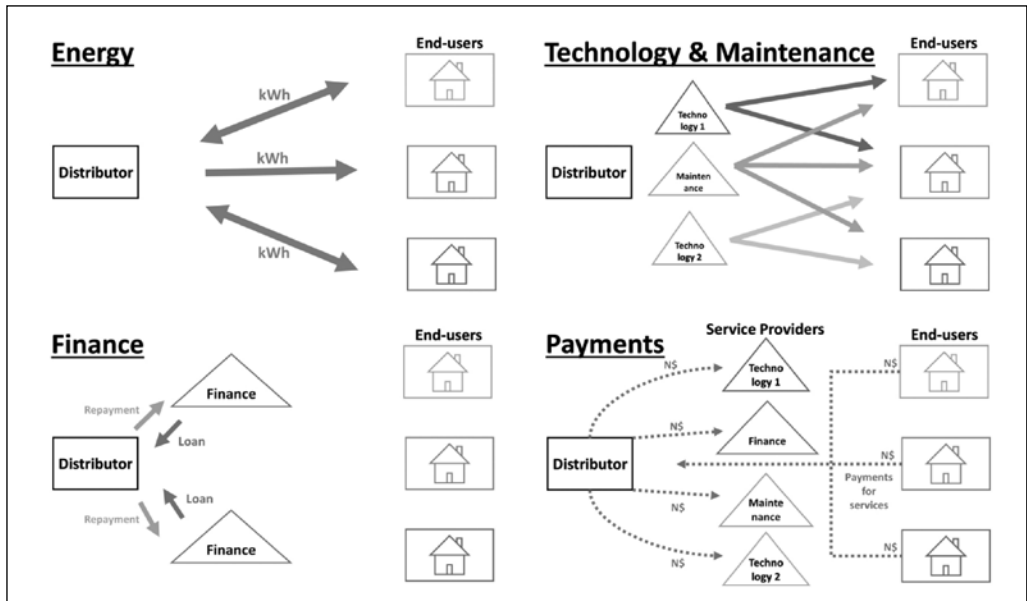 Energy
End-users
kWh
kWh
Distributor
kWh
Technology & Maintenance
End-users
Techno
logy 1
Distributor
Mainten
ance
Techno
logy 2
Finance
End-users
Finance
Repayment
Loan
Distributor
Loan
Repayment
Finance
Payments
Service Providers
End-users
N$
Techno
logy 1
N$
N$
Finance
Distributor
N$
Payments
for
services
N$
Mainte
nance
N$
Techno
logy 2
N$